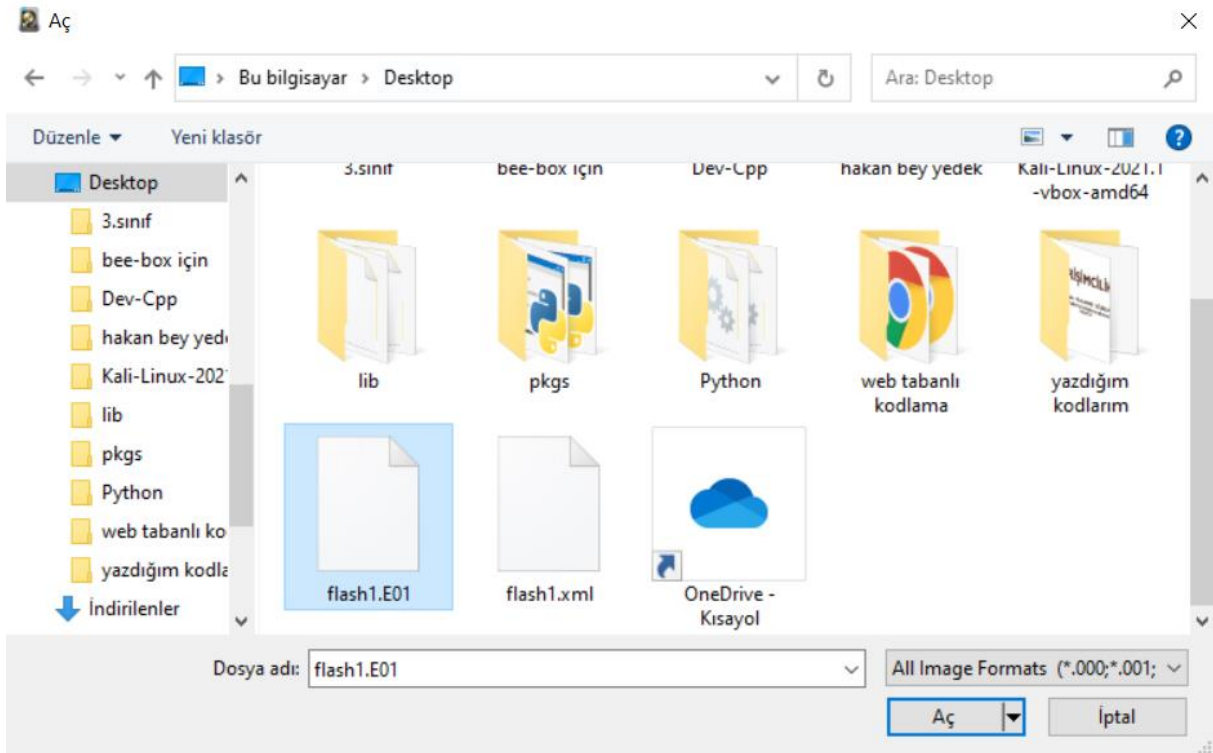 Aç
Bu bilgisayar > Desktop
Ara: Desktop
Düzenle
Yeni klasör
Desktop
3.sınıf
bee-box için
Dev-Cpp
hakan bey yed
Kali-Linux-202
lib
pkgs
Python
web tabanlı ko
yazdığım kodla
İndirilenler
3.sınıf
bee-box için
Dev-Cpp
hakan bey yedek
Kali-Linux-2021.1
-vbox-amd64
lib
pkgs
Python
web tabanlı
kodlama
yazdığım
kodlarım
flash1.E01
flash1.xml
OneDrive -
Kısayol
Dosya adı: flash1.E01
All Image Formats (*.000;*.001;
Aç
İptal